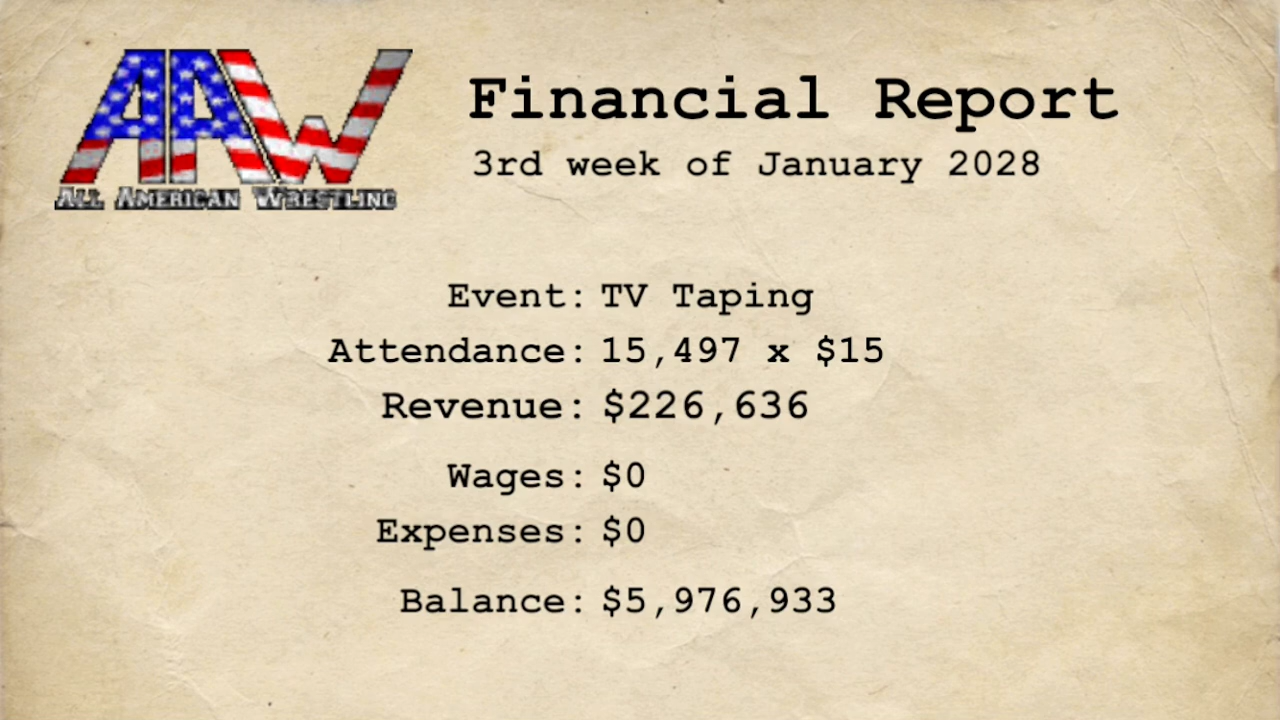 AAW
ALL AMERICAN WRESTLING
Financial Report
3rd week of January 2028
Event: TV Taping
Attendance: 15,497 x $15
Revenue: $226,636
Wages: $0
Expenses: $0
Balance: $5,976,933